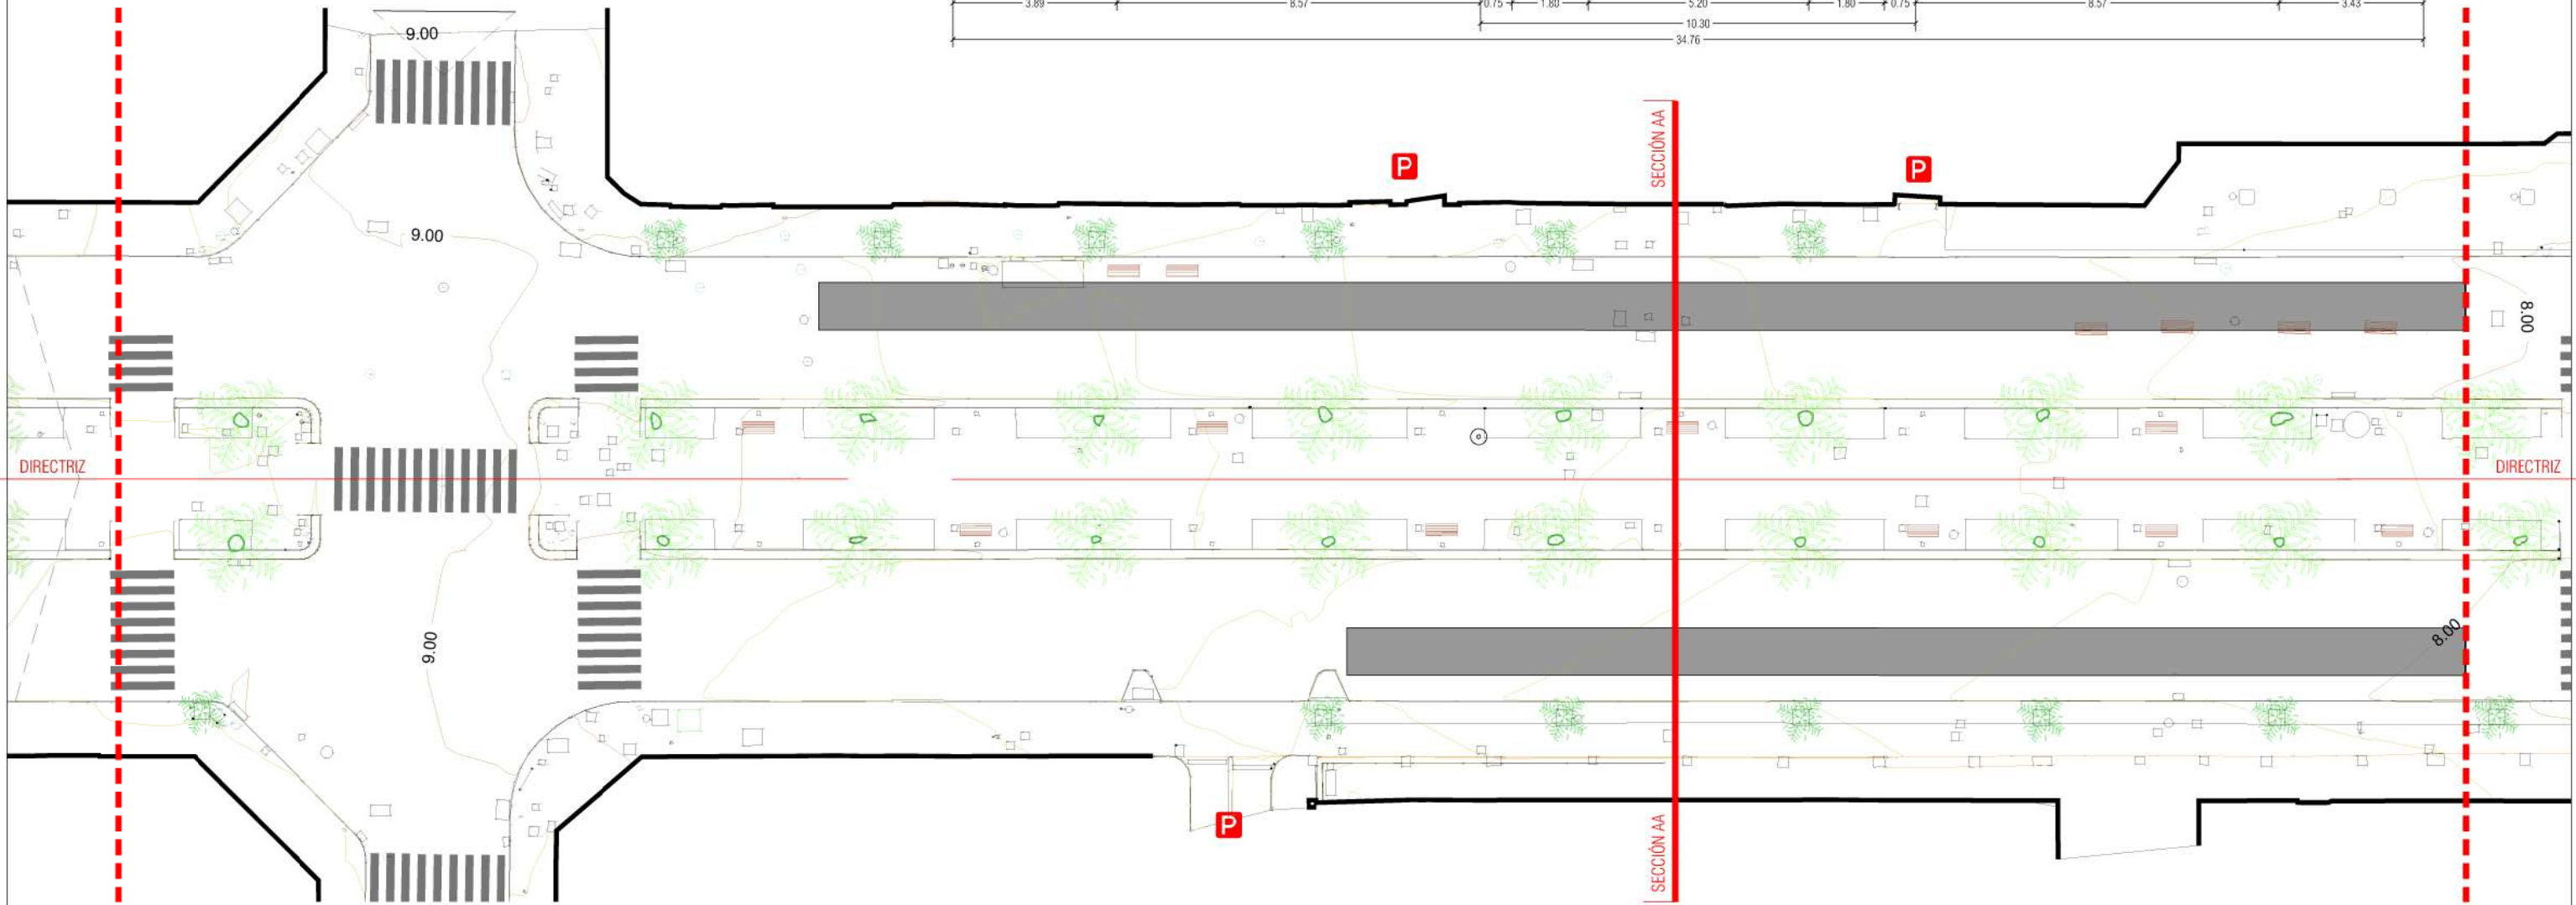 3.89 8.57 0.75 1.80 5.20 1.80 0.75 8.57 3.43
10.30
34.76
9.00
SECCIÓN AA
P
P
9.00
8.00
DIRECTRIZ
DIRECTRIZ
9.00
8.00
P
SECCIÓN AA